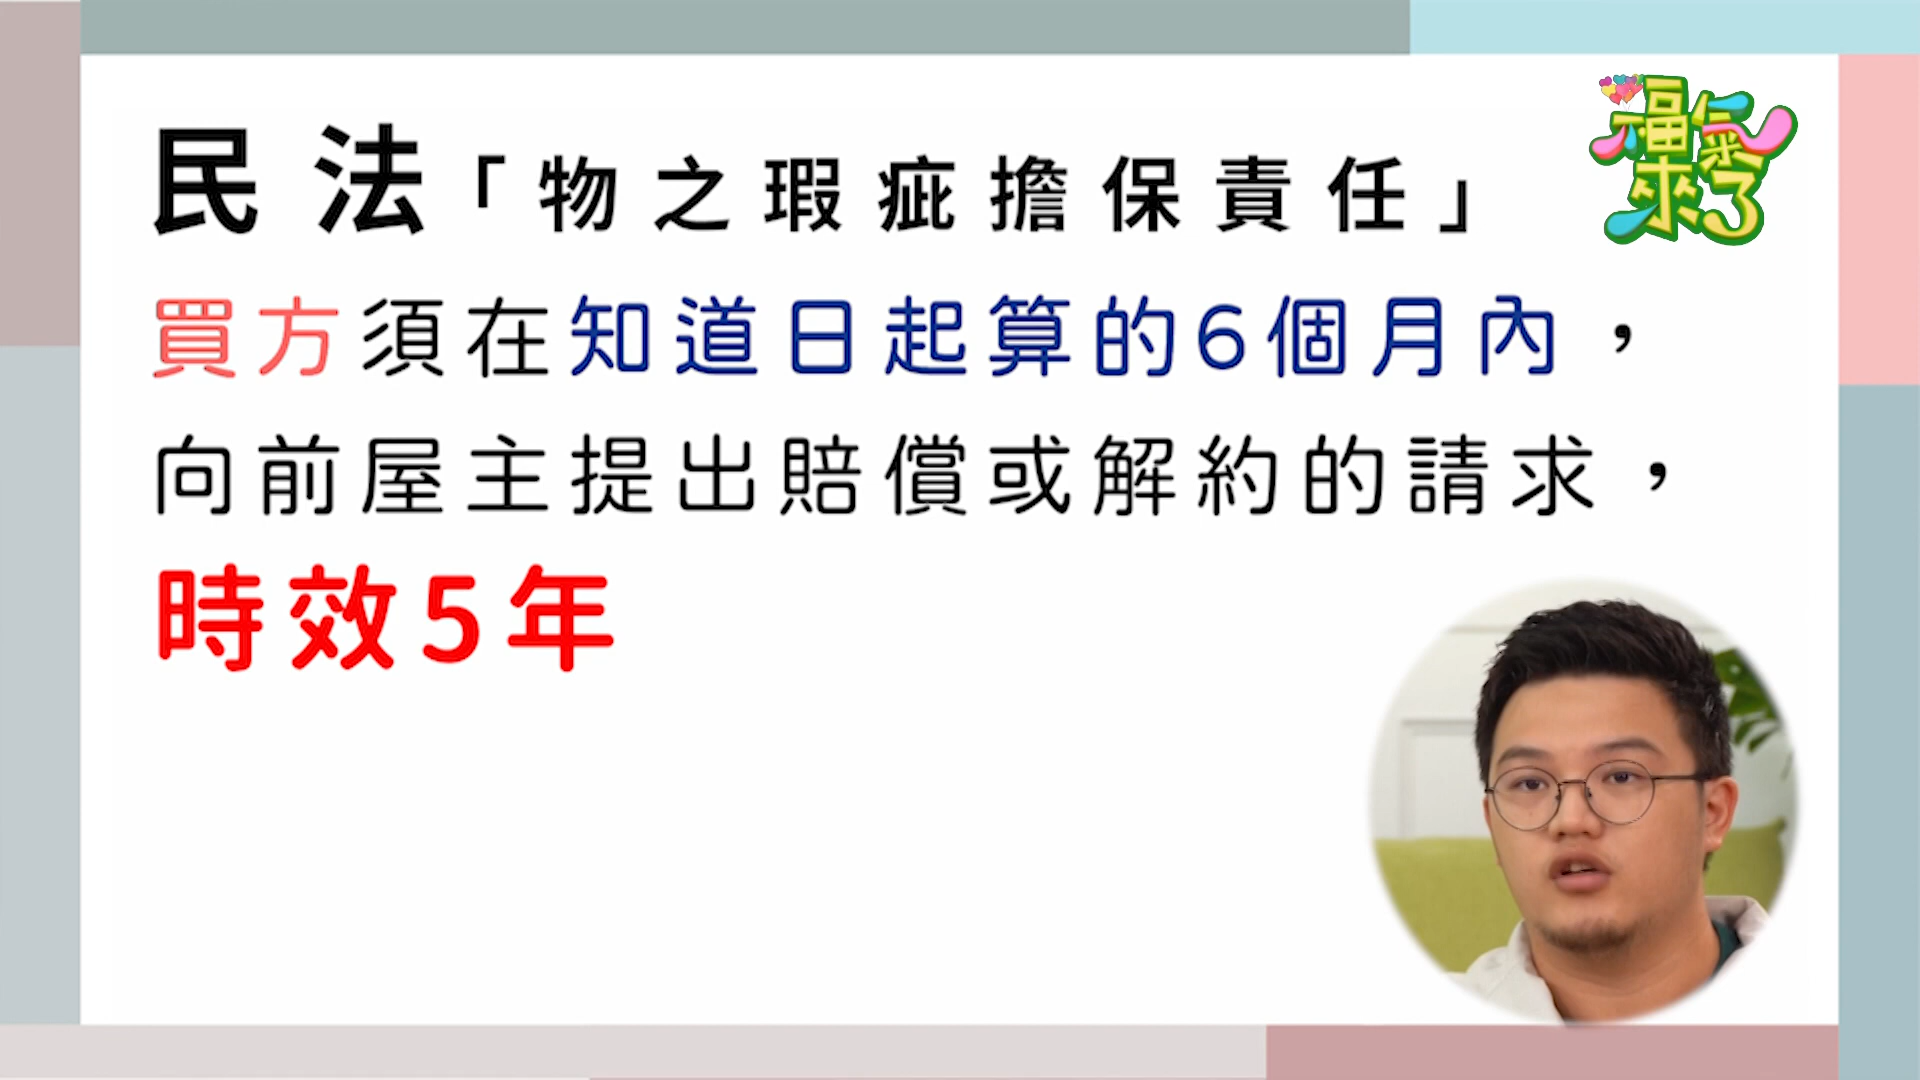 福氣來了
民法「物之瑕疵擔保責任」
買方須在知道日起算的6個月內，
向前屋主提出賠償或解約的請求，
時效5年